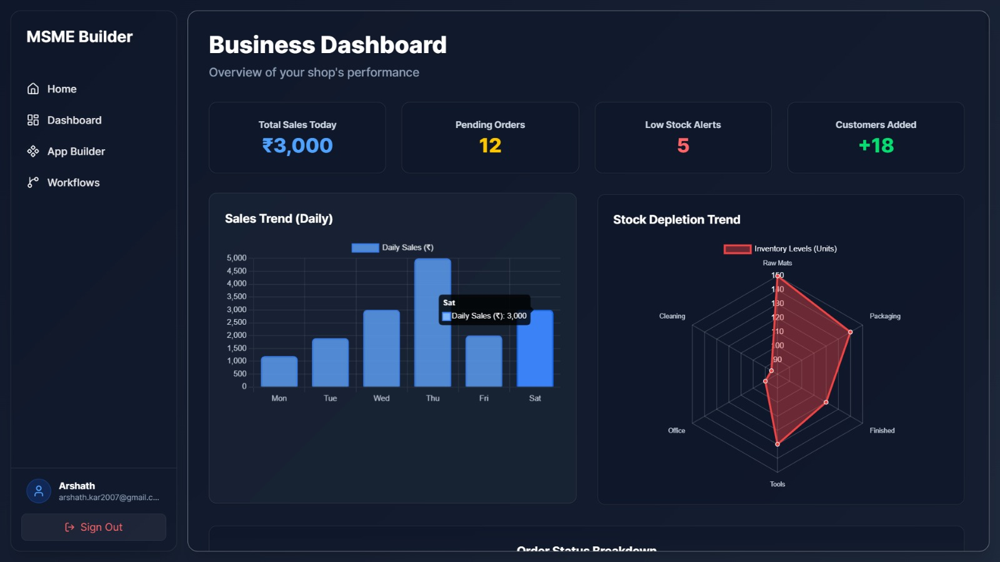 MSME Builder
Home
Dashboard
App Builder
Workflows
Arshath
arshath.kar2007@gmail.c...
Sign Out
Business Dashboard
Overview of your shop's performance
Total Sales Today
₹3,000
Pending Orders
12
Low Stock Alerts
5
Customers Added
+18
Sales Trend (Daily)
Daily Sales (₹)
5,000
4,500
4,000
3,500
3,000
2,500
2,000
1,500
1,000
500
0
Sat
Daily Sales (₹): 3,000
Mon Tue Wed Thu Fri Sat
Stock Depletion Trend
Inventory Levels (Units)
Raw Mats
150
140
130
120
110
100
90
Cleaning
Packaging
Office
Finished
Tools
Order Status Breakdown